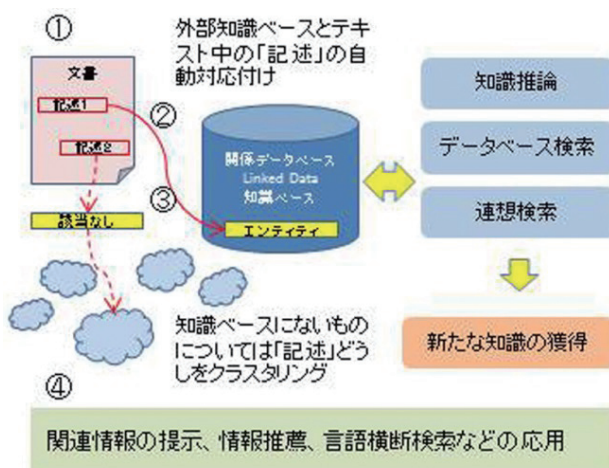 ①
外部知識ベースとテキ
スト中の「記述」の自
動対応付け
文書
記述1
記述2
②
③
該当なし
関係データベース
Linked Data
知識ベース
エンティティ
知識推論
データベース検索
連想検索
新たな知識の獲得
知識ベースにないもの
については「記述」どう
しをクラスタリング
④
関連情報の提示、情報推薦、言語横断検索などの応用